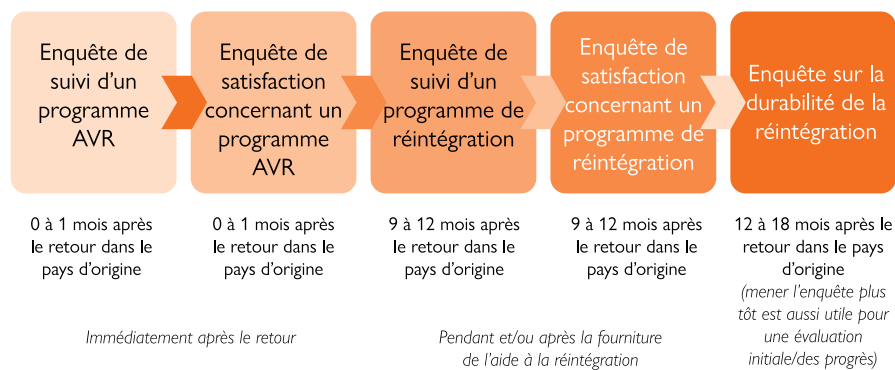 Enquête de
suivi d’un
programme
AVR
Enquête de
satisfaction
concernant un
programme
AVR
Enquête de
suivi d’un
programme de
réintégration
Enquête de
satisfaction
concernant un
programme de
réintégration
Enquête sur la
durabilité de la
réintégration
0 à 1 mois après
le retour dans le
pays d’origine
0 à 1 mois après
le retour dans le
pays d’origine
9 à 12 mois après
le retour dans le
pays d’origine
9 à 12 mois après
le retour dans le
pays d’origine
12 à 18 mois après le
retour dans le pays
d’origine
(mener l’enquête plus
tôt est aussi utile pour
une évaluation
initiale/des progrès)
Immédiatement après le retour
Pendant et/ou après la fourniture
de l’aide à la réintégration